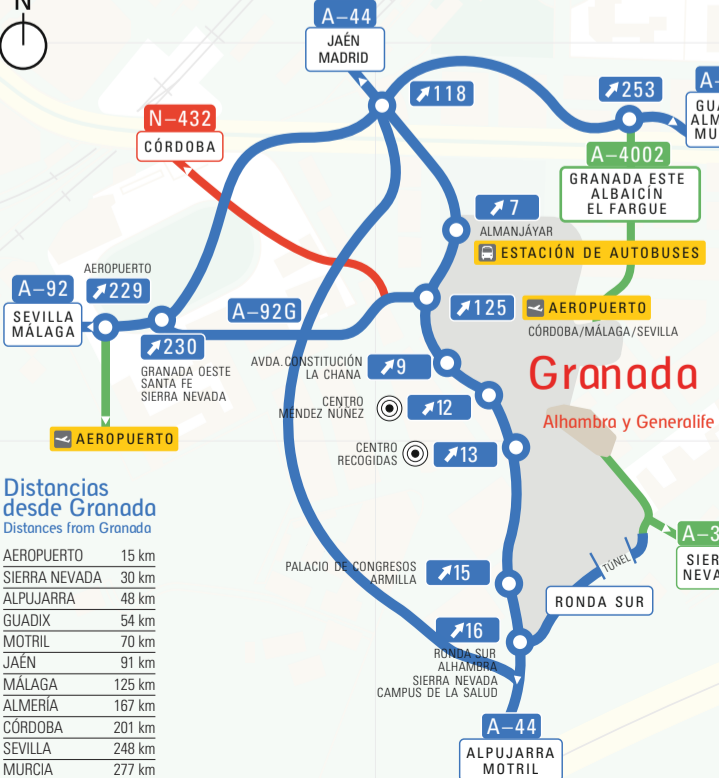 N
A-44
JAÉN
MADRID
118
253
N-432
CÓRDOBA
A-4002
GRANADA ESTE
ALBAICÍN
EL FARGUE
7
ALMANJÁYAR
ESTACIÓN DE AUTOBUSES
AEROPUERTO
229
A-92
SEVILLA
MÁLAGA
A-92G
125
AEROPUERTO
CÓRDOBA/MÁLAGA/SEVILLA
230
GRANADA OESTE
SANTA FE
SIERRA NEVADA
AVDA.CONSTITUCIÓN
LA CHANA
9
Granada
CENTRO
MÉNDEZ NÚÑEZ
12
Alhambra y Generalife
AEROPUERTO
CENTRO
RECOGIDAS
13
Distancias
desde Granada
Distances from Granada
AEROPUERTO 15 km
SIERRA NEVADA 30 km
ALPUJARRA 48 km
GUADIX 54 km
MOTRIL 70 km
JAÉN 91 km
MÁLAGA 125 km
ALMERÍA 167 km
CÓRDOBA 201 km
SEVILLA 248 km
MURCIA 277 km
PALACIO DE CONGRESOS
ARMILLA
15
TÚNEL
RONDA SUR
16
RONDA SUR
ALHAMBRA
SIERRA NEVADA
CAMPUS DE LA SALUD
A-44
ALPUJARRA
MOTRIL